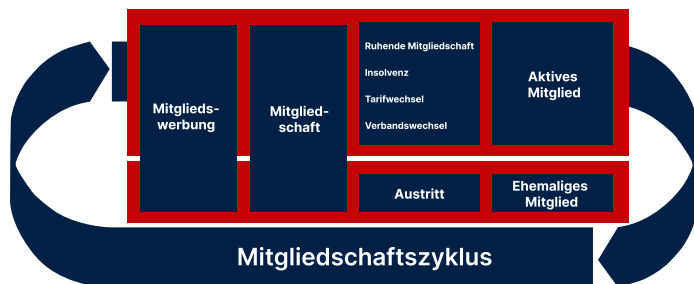 Mitglieds-
werbung
Mitglied-
schaft
Ruhende Mitgliedschaft
Insolvenz
Tarifwechsel
Verbandswechsel
Aktives
Mitglied
Austritt
Ehemaliges
Mitglied
Mitgliedschaftszyklus